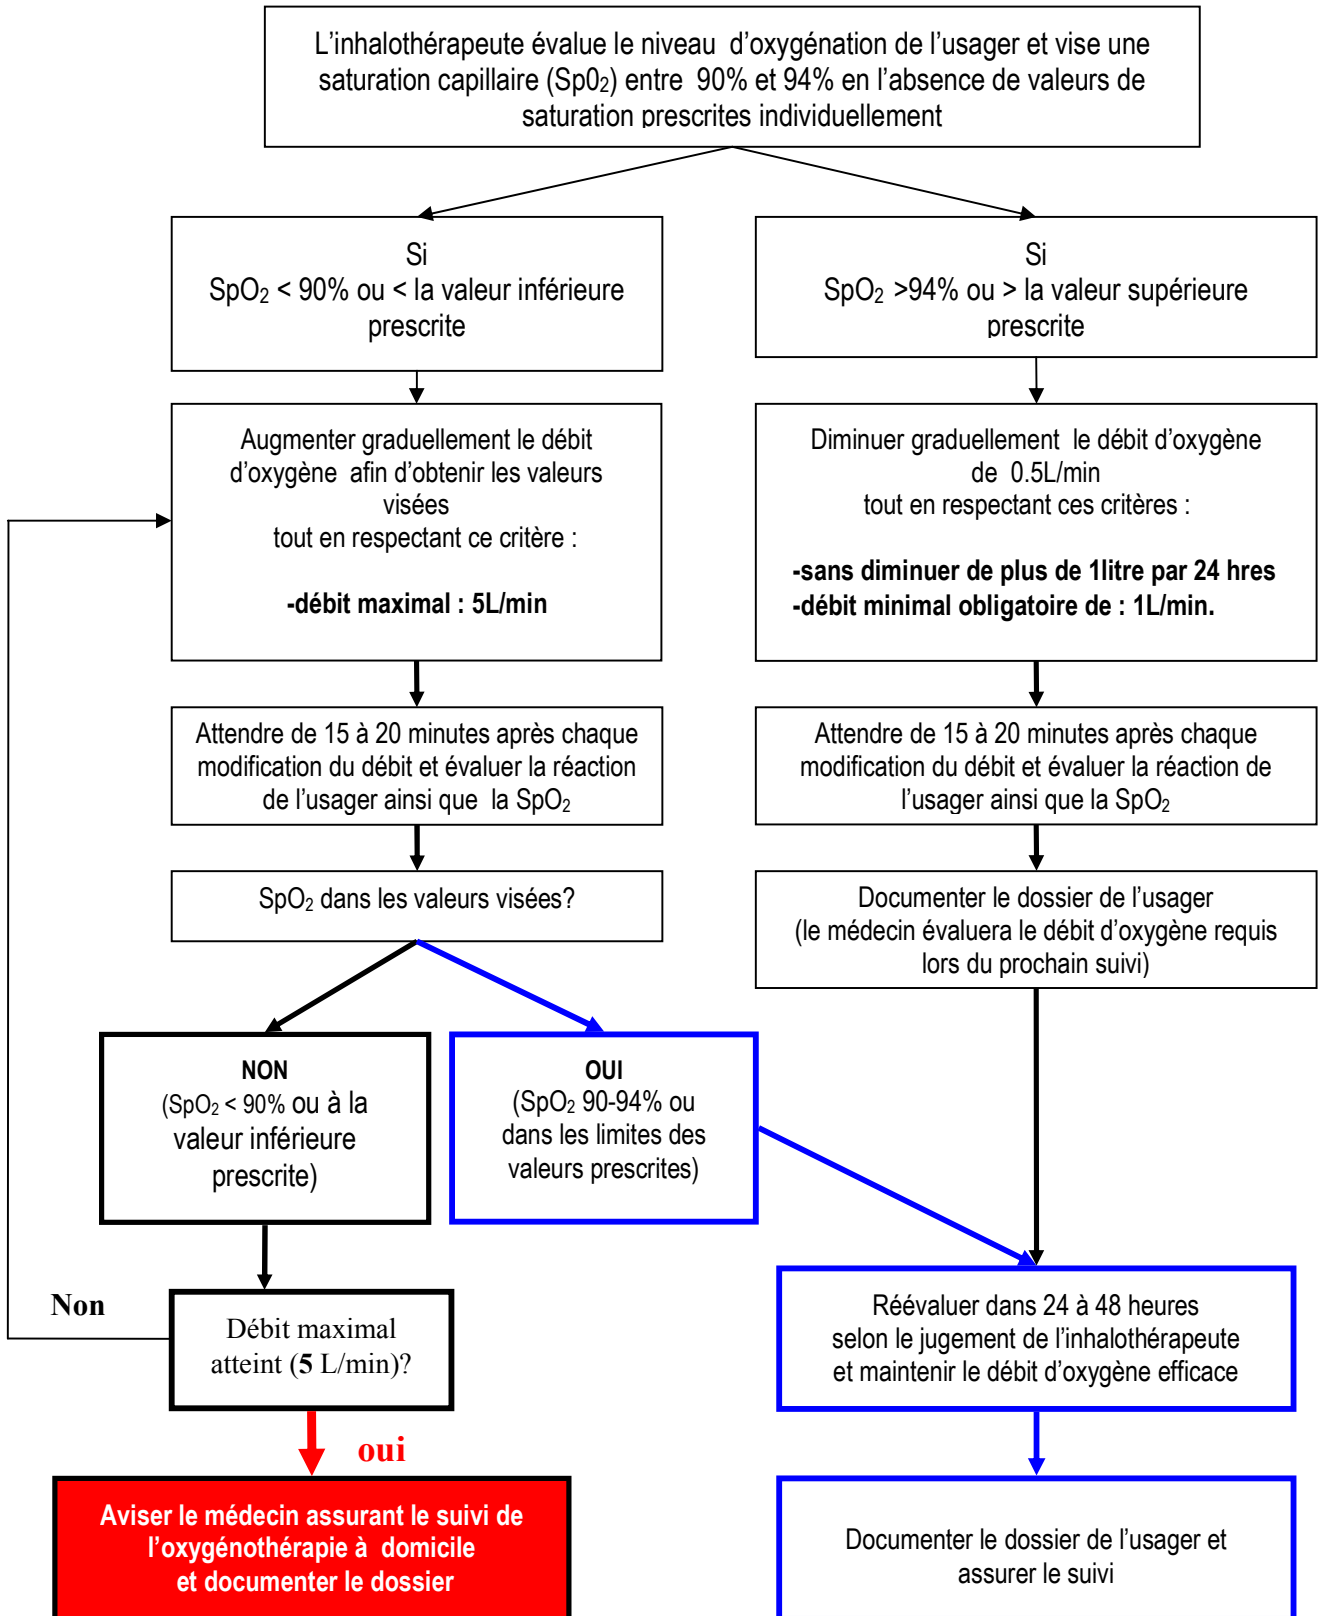 L’inhalothérapeute évalue le niveau d’oxygénation de l’usager et vise une
saturation capillaire (Sp0₂) entre 90% et 94% en l’absence de valeurs de
saturation prescrites individuellement
Si
SpO₂ < 90% ou < la valeur inférieure
prescrite
Si
SpO₂ >94% ou > la valeur supérieure
prescrite
Augmenter graduellement le débit
d’oxygène afin d’obtenir les valeurs
visées
tout en respectant ce critère :
-débit maximal : 5L/min
Diminuer graduellement le débit d’oxygène
de 0.5L/min
tout en respectant ces critères :
-sans diminuer de plus de 1litre par 24 hres
-débit minimal obligatoire de : 1L/min.
Attendre de 15 à 20 minutes après chaque
modification du débit et évaluer la réaction
de l’usager ainsi que la SpO₂
Attendre de 15 à 20 minutes après chaque
modification du débit et évaluer la réaction de
l’usager ainsi que la SpO₂
SpO₂ dans les valeurs visées?
Documenter le dossier de l’usager
(le médecin évaluera le débit d’oxygène requis
lors du prochain suivi)
NON
(SpO₂ < 90% ou à la
valeur inférieure
prescrite)
OUI
(SpO₂ 90-94% ou
dans les limites des
valeurs prescrites)
Non
Débit maximal
atteint (5 L/min)?
Réévaluer dans 24 à 48 heures
selon le jugement de l’inhalothérapeute
et maintenir le débit d’oxygène efficace
oui
Aviser le médecin assurant le suivi de
l’oxygénothérapie à domicile
et documenter le dossier
Documenter le dossier de l’usager et
assurer le suivi